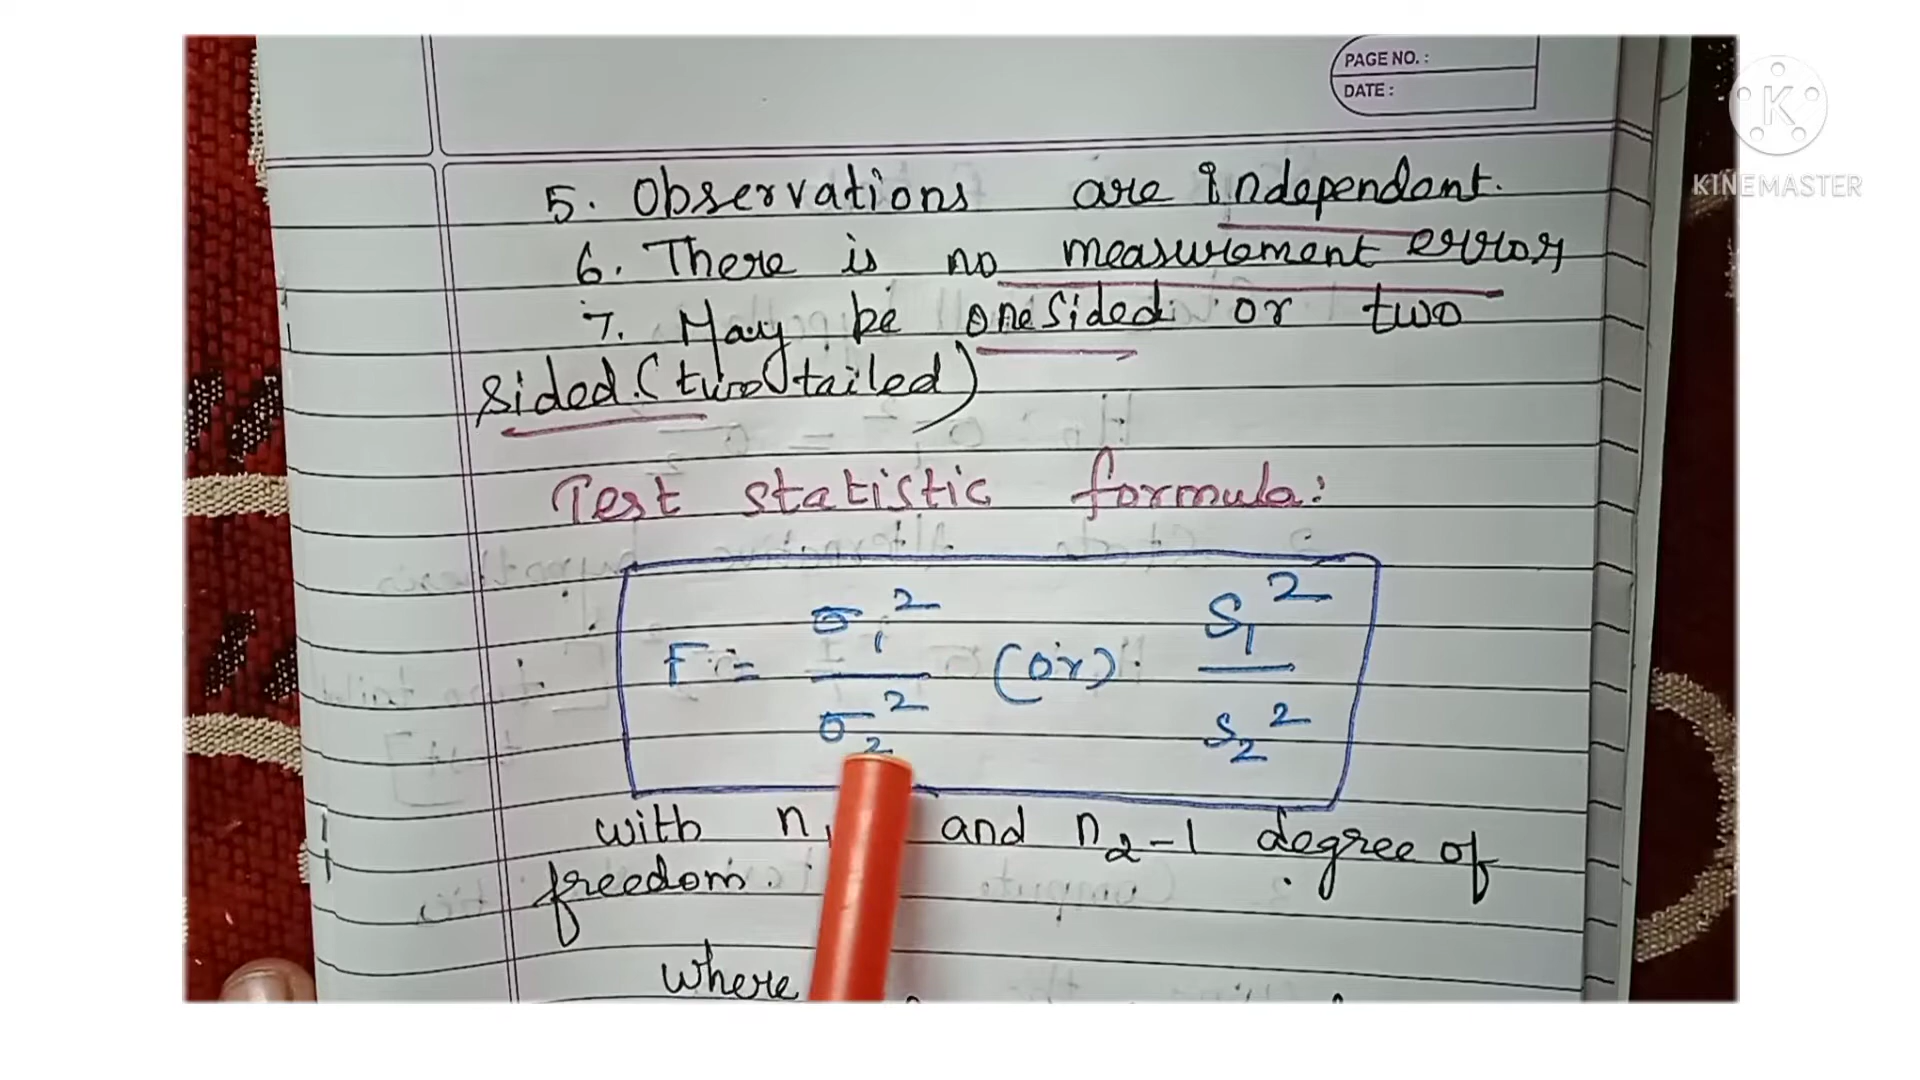 PAGE NO. :
DATE :
K
KINEMASTER
5. Observations are independent.
6. There is no measurement error
7. May be one sided or two
sided. (two tailed)
Test statistic formula:
F = σ₁² / σ₂² (or) S₁² / S₂²
with n₁ and n₂-1 degree of
freedom.
where